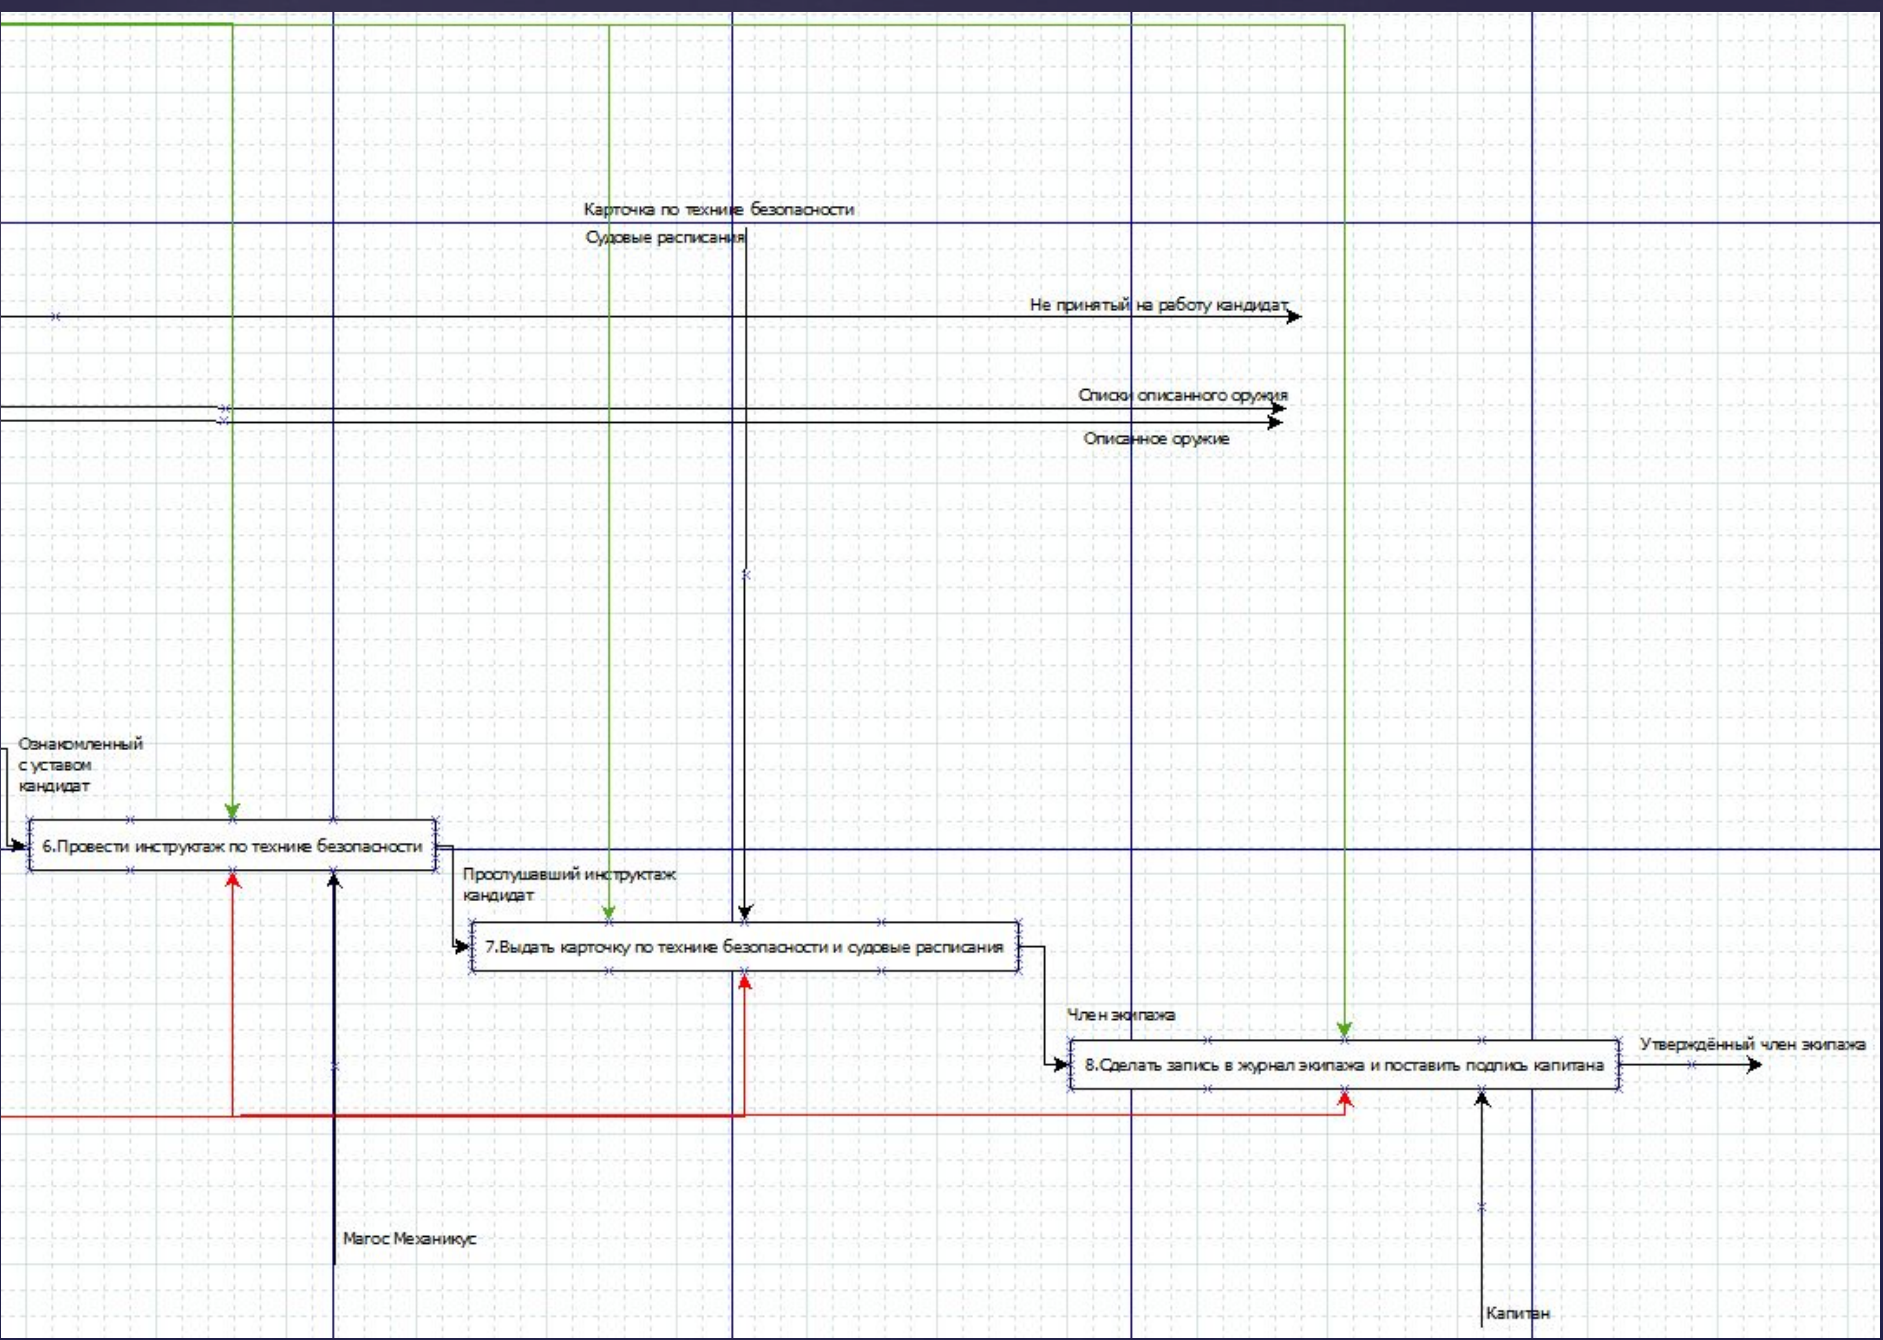 Карточка по технике безопасности
Судовые расписания
Не принятый на работу кандидат
Списки описанного оружия
Описанное оружие
Ознакомленный
с уставом
кандидат
6.Провести инструктаж по технике безопасности
Прослушавший инструктаж
кандидат
7.Выдать карточку по технике безопасности и судовые расписания
Член экипажа
8.Сделать запись в журнал экипажа и поставить подпись капитана
Утверждённый член экипажа
Магос Механикус
Капитан